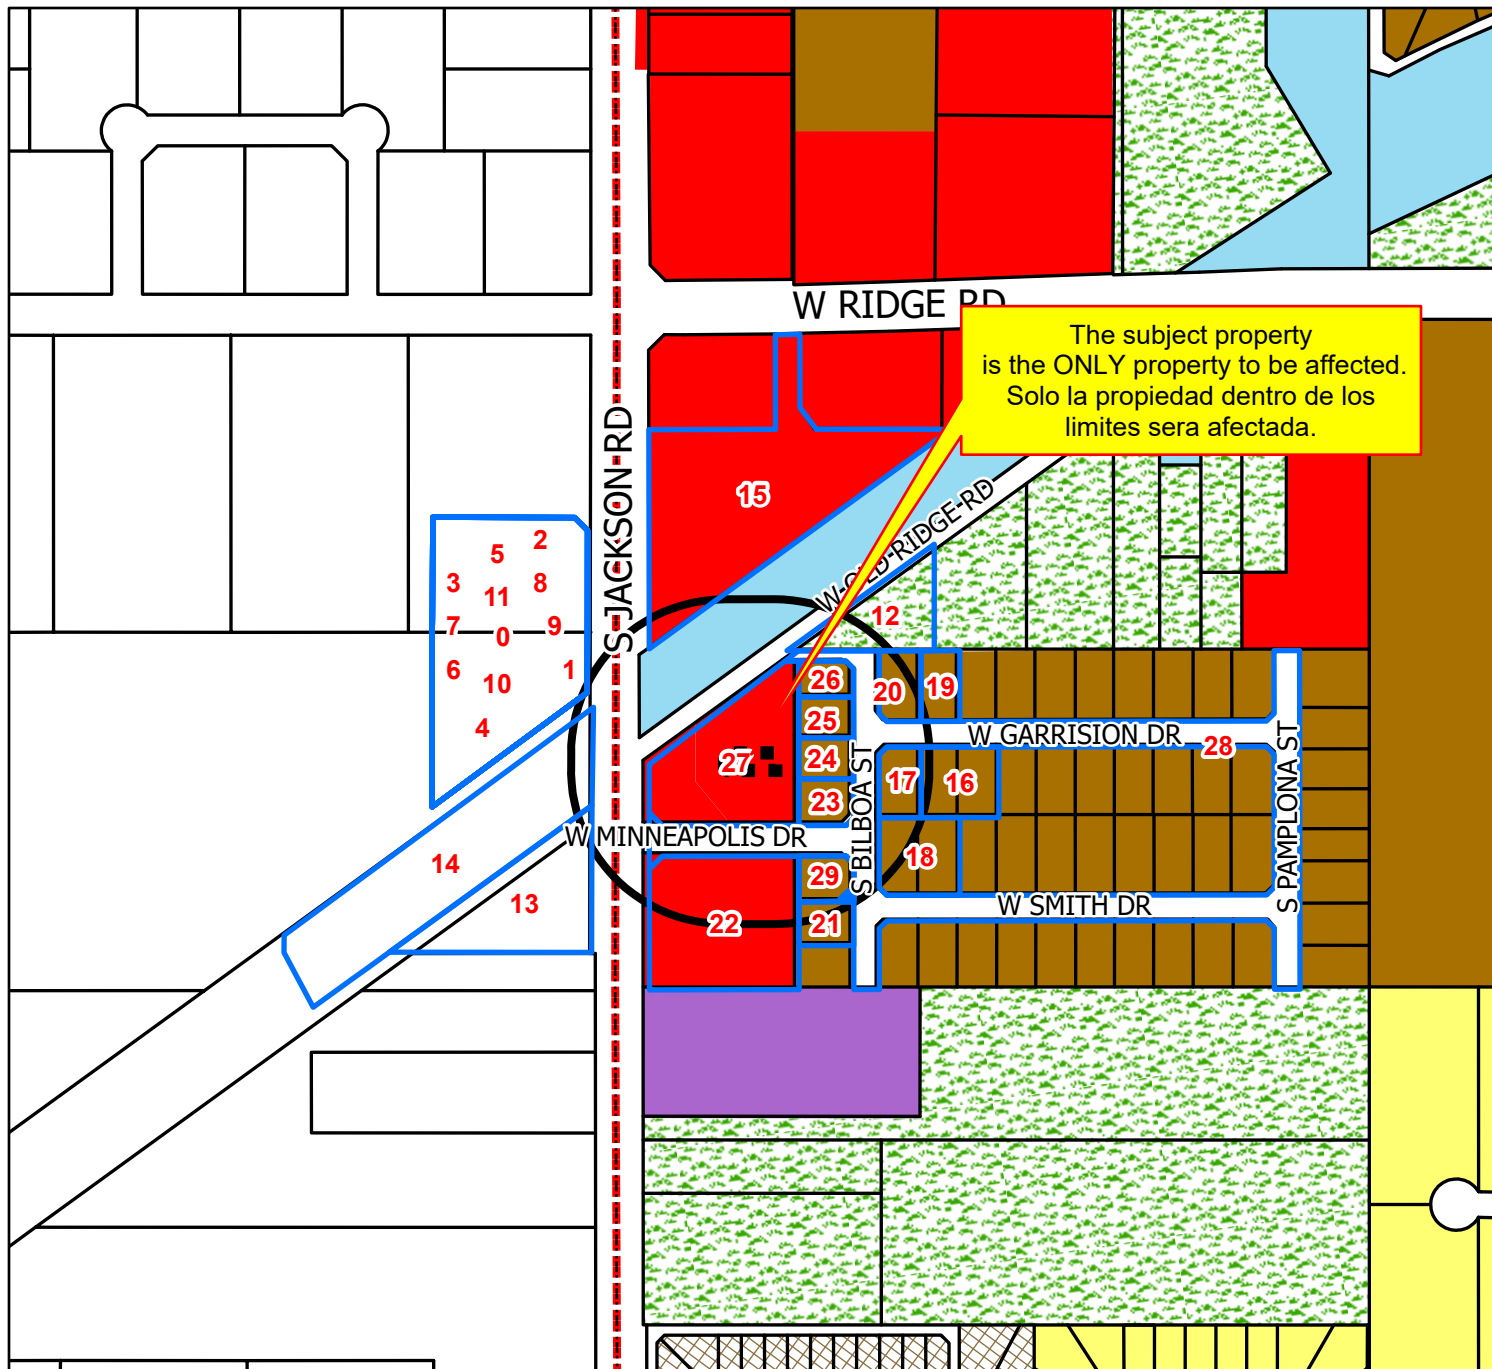 W RIDGE RD
The subject property
is the ONLY property to be affected.
Solo la propiedad dentro de los
limites sera afectada.
S JACKSON RD
15
W OLD RIDGE RD
2
5
3
8
11
7
9
0
6
1
10
4
12
26
20
19
25
W GARRISION DR
28
24
27
17
16
23
S BILBOA ST
S PAMPLONA ST
W MINNEAPOLIS DR
14
18
29
13
W SMITH DR
22
21